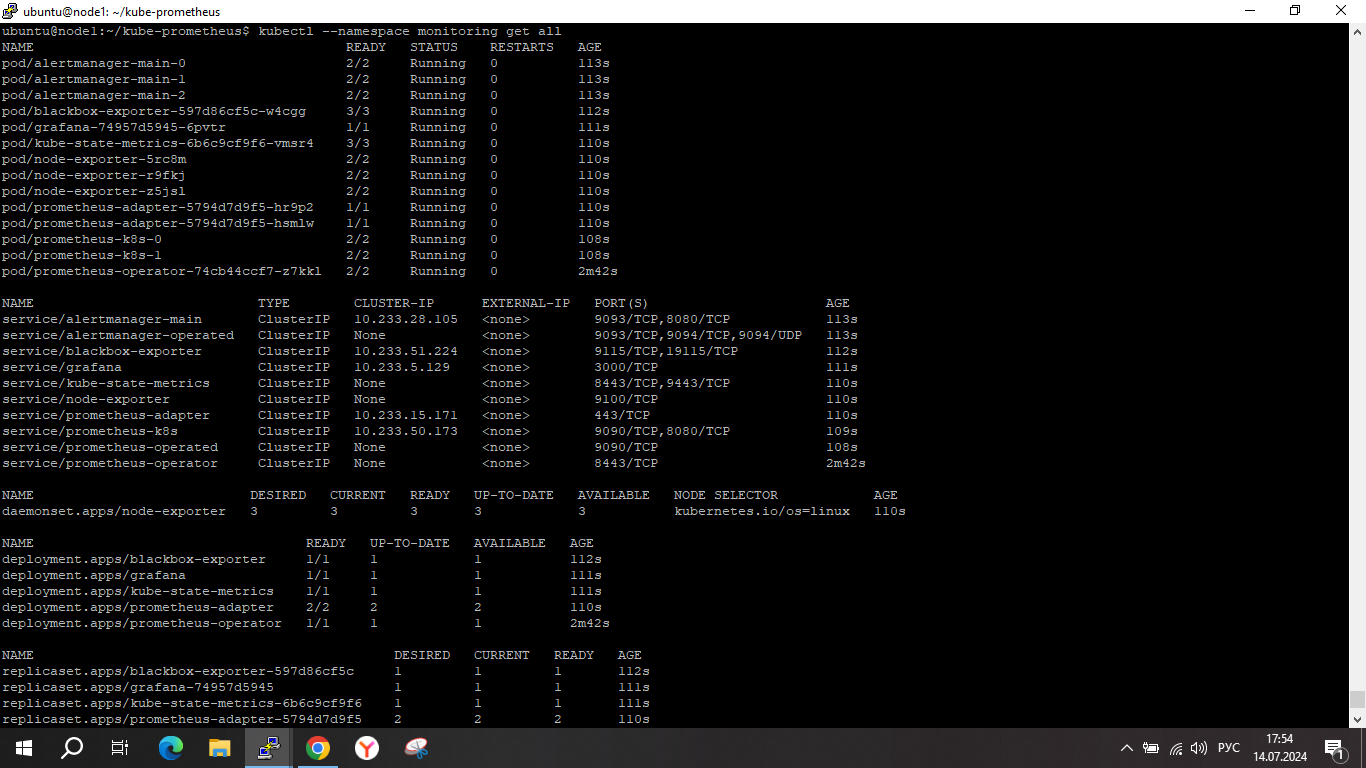 ubuntu@node1: ~/kube-prometheus
ubuntu@node1:~/kube-prometheus$ kubectl --namespace monitoring get all
NAME READY STATUS RESTARTS AGE
pod/alertmanager-main-0 2/2 Running 0 113s
pod/alertmanager-main-1 2/2 Running 0 113s
pod/alertmanager-main-2 2/2 Running 0 113s
pod/blackbox-exporter-597d86cf5c-w4cgg 3/3 Running 0 112s
pod/grafana-74957d5945-6pvtr 1/1 Running 0 111s
pod/kube-state-metrics-6b6c9cf9f6-vmsr4 3/3 Running 0 110s
pod/node-exporter-5rc8m 2/2 Running 0 110s
pod/node-exporter-r9fkj 2/2 Running 0 110s
pod/node-exporter-z5jsl 2/2 Running 0 110s
pod/prometheus-adapter-5794d7d9f5-hr9p2 1/1 Running 0 110s
pod/prometheus-adapter-5794d7d9f5-hsmlw 1/1 Running 0 110s
pod/prometheus-k8s-0 2/2 Running 0 108s
pod/prometheus-k8s-1 2/2 Running 0 108s
pod/prometheus-operator-74cb44ccf7-z7kkl 2/2 Running 0 2m42s
NAME TYPE CLUSTER-IP EXTERNAL-IP PORT(S) AGE
service/alertmanager-main ClusterIP 10.233.28.105 <none> 9093/TCP,8080/TCP 113s
service/alertmanager-operated ClusterIP None <none> 9093/TCP,9094/TCP,9094/UDP 113s
service/blackbox-exporter ClusterIP 10.233.51.224 <none> 9115/TCP,19115/TCP 112s
service/grafana ClusterIP 10.233.5.129 <none> 3000/TCP 111s
service/kube-state-metrics ClusterIP None <none> 8443/TCP,9443/TCP 110s
service/node-exporter ClusterIP None <none> 9100/TCP 110s
service/prometheus-adapter ClusterIP 10.233.15.171 <none> 443/TCP 110s
service/prometheus-k8s ClusterIP 10.233.50.173 <none> 9090/TCP,8080/TCP 109s
service/prometheus-operated ClusterIP None <none> 9090/TCP 108s
service/prometheus-operator ClusterIP None <none> 8443/TCP 2m42s
NAME DESIRED CURRENT READY UP-TO-DATE AVAILABLE NODE SELECTOR AGE
daemonset.apps/node-exporter 3 3 3 3 3 kubernetes.io/os=linux 110s
NAME READY UP-TO-DATE AVAILABLE AGE
deployment.apps/blackbox-exporter 1/1 1 1 112s
deployment.apps/grafana 1/1 1 1 111s
deployment.apps/kube-state-metrics 1/1 1 1 111s
deployment.apps/prometheus-adapter 2/2 2 2 110s
deployment.apps/prometheus-operator 1/1 1 1 2m42s
NAME DESIRED CURRENT READY AGE
replicaset.apps/blackbox-exporter-597d86cf5c 1 1 1 112s
replicaset.apps/grafana-74957d5945 1 1 1 111s
replicaset.apps/kube-state-metrics-6b6c9cf9f6 1 1 1 111s
replicaset.apps/prometheus-adapter-5794d7d9f5 2 2 2 110s
РУС
17:54
14.07.2024
1